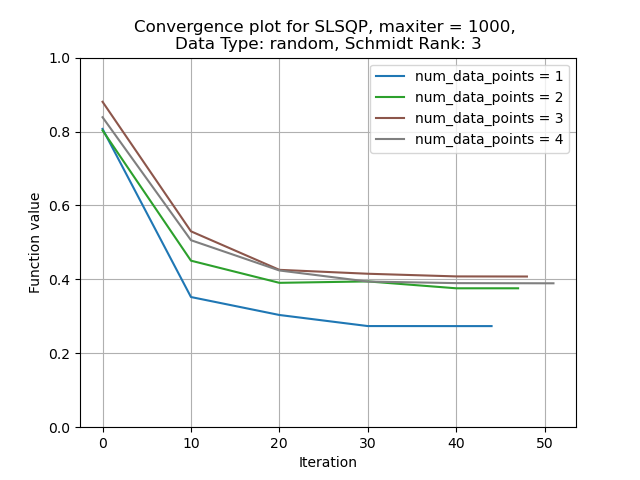 Convergence plot for SLSQP, maxiter = 1000,
Data Type: random, Schmidt Rank: 3
num_data_points = 1
num_data_points = 2
num_data_points = 3
num_data_points = 4
Function value
1.0
0.8
0.6
0.4
0.2
0.0
0 10 20 30 40 50
Iteration